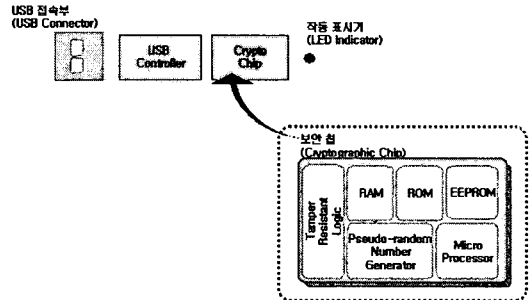 USB 접속부
(USB Connector)
USB
Controller
Crypto
Chip
작동 표시기
(LED Indicator)
보안 칩
(Cryptographic Chip)
Tamper
Resistant
Logic
RAM
ROM
EEPROM
Pseudo-random
Number
Generator
Micro
Processor